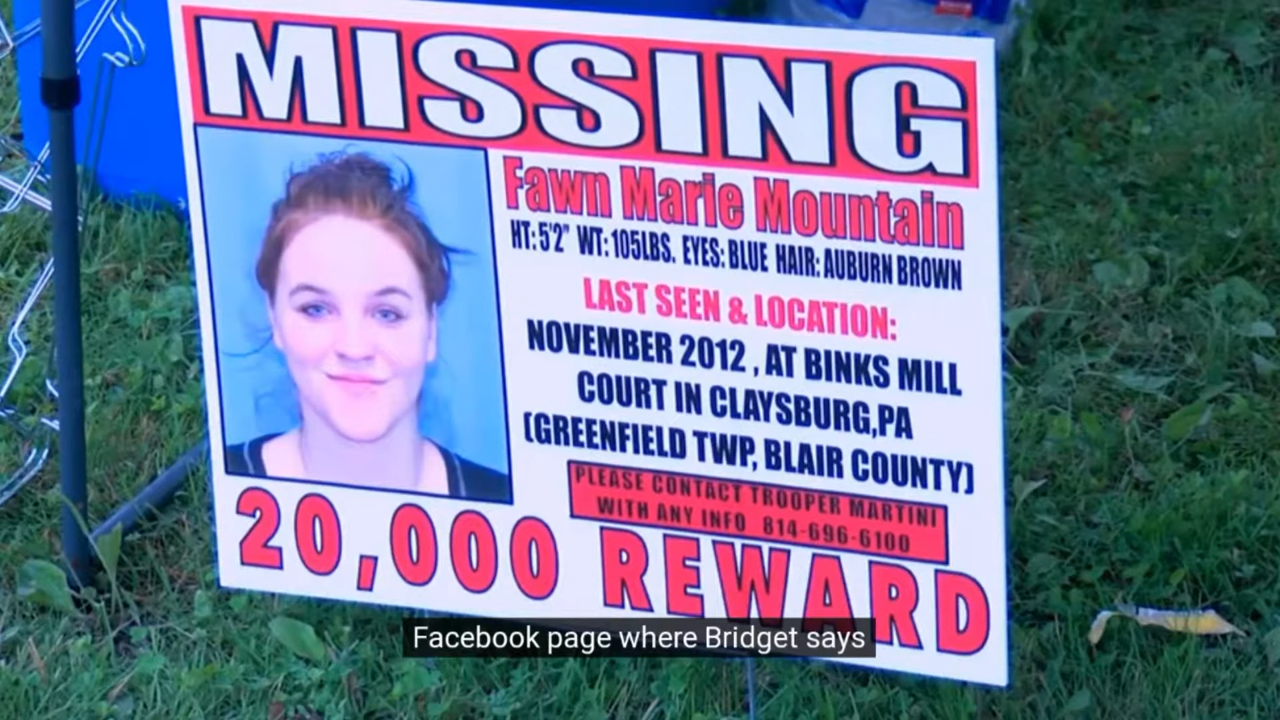 MISSING
Fawn Marie Mountain
HT: 5'2" WT: 105LBS. EYES: BLUE HAIR: AUBURN BROWN
LAST SEEN & LOCATION:
NOVEMBER 2012 , AT BINKS MILL
COURT IN CLAYSBURG,PA
(GREENFIELD TWP, BLAIR COUNTY)
PLEASE CONTACT TROOPER MARTINI
WITH ANY INFO 814-696-6100
20,000 REWARD
Facebook page where Bridget says